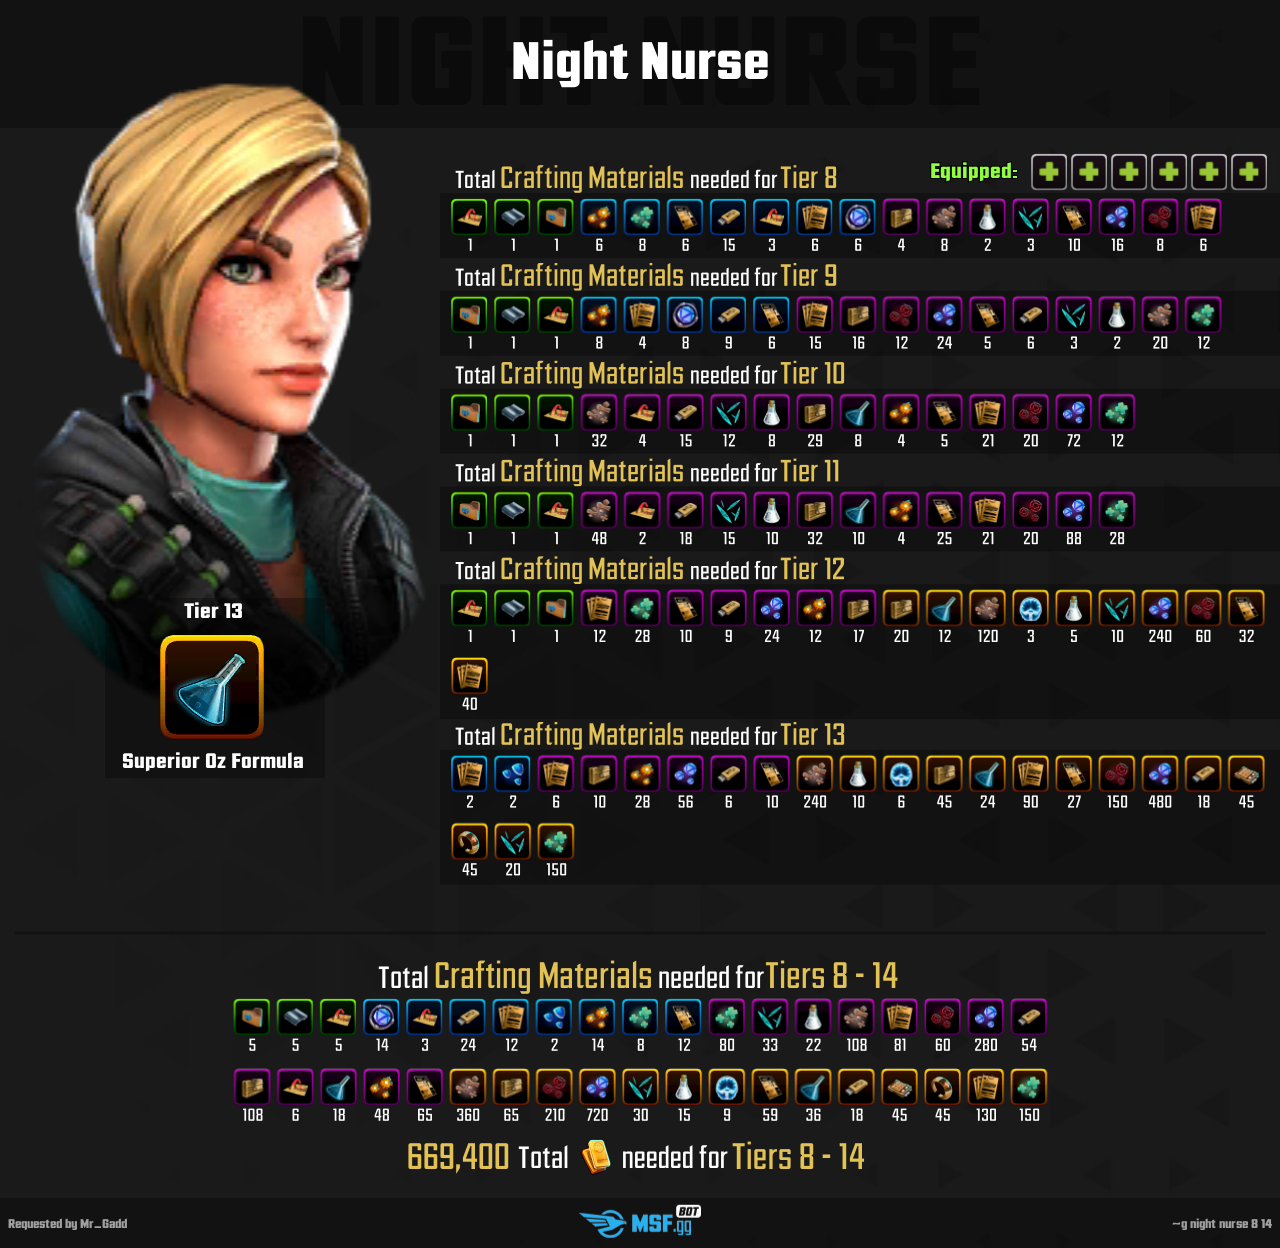 NIGHT NURSE
Night Nurse
Equipped:
Total Crafting Materials needed for Tier 8
1 1 1 6 8 6 15 3 6 6 4 8 2 3 10 16 8 6
Total Crafting Materials needed for Tier 9
1 1 1 8 4 8 9 6 15 16 12 24 5 6 3 2 20 12
Total Crafting Materials needed for Tier 10
1 1 1 32 4 15 12 8 29 8 4 5 21 20 72 12
Total Crafting Materials needed for Tier 11
1 1 1 48 2 18 15 10 32 10 4 25 21 20 88 28
Total Crafting Materials needed for Tier 12
1 1 1 12 28 10 9 24 12 17 20 12 120 3 5 10 240 60 32
40
Total Crafting Materials needed for Tier 13
2 2 6 10 28 56 6 10 240 10 6 45 24 90 27 150 480 18 45
45 20 150
Tier 13
Superior Oz Formula
Total Crafting Materials needed for Tiers 8 - 14
5 5 5 14 3 24 12 2 14 8 12 80 33 22 108 81 60 280 54
108 6 18 48 65 360 65 210 720 30 15 9 59 36 18 45 45 130 150
669,400 Total needed for Tiers 8 - 14
Requested by Mr_Gadd
MSF.gg BOT
~g night nurse 8 14